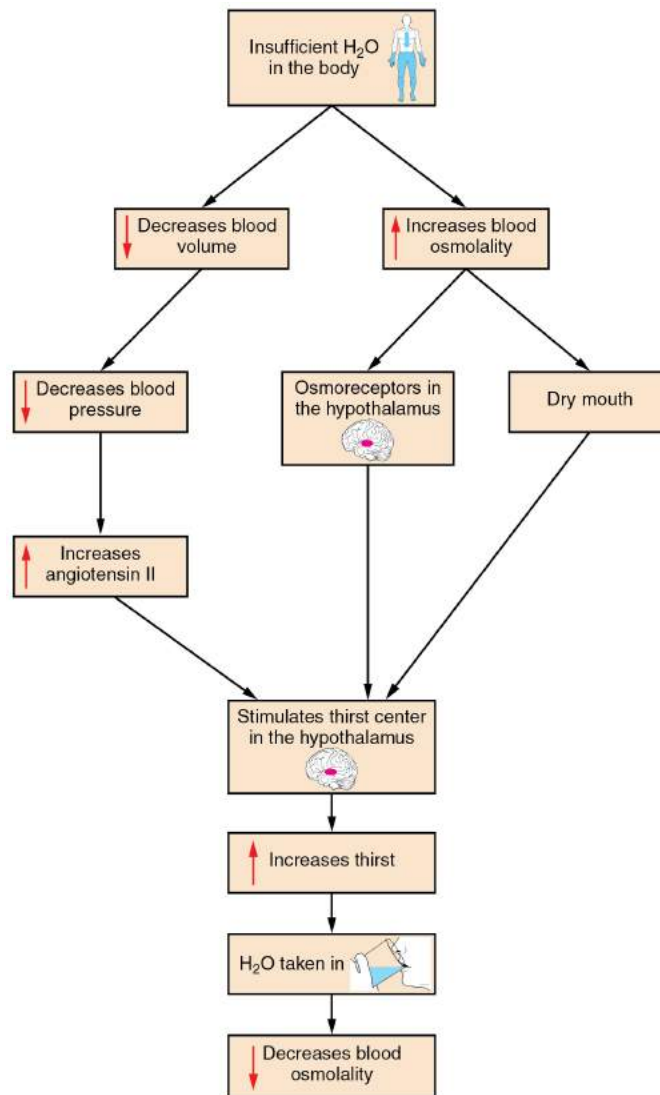 Insufficient H₂O
in the body
Decreases blood
volume
Increases blood
osmolality
Decreases blood
pressure
Osmoreceptors in
the hypothalamus
Dry mouth
Increases
angiotensin II
Stimulates thirst center
in the hypothalamus
Increases thirst
H₂O taken in
Decreases blood
osmolality